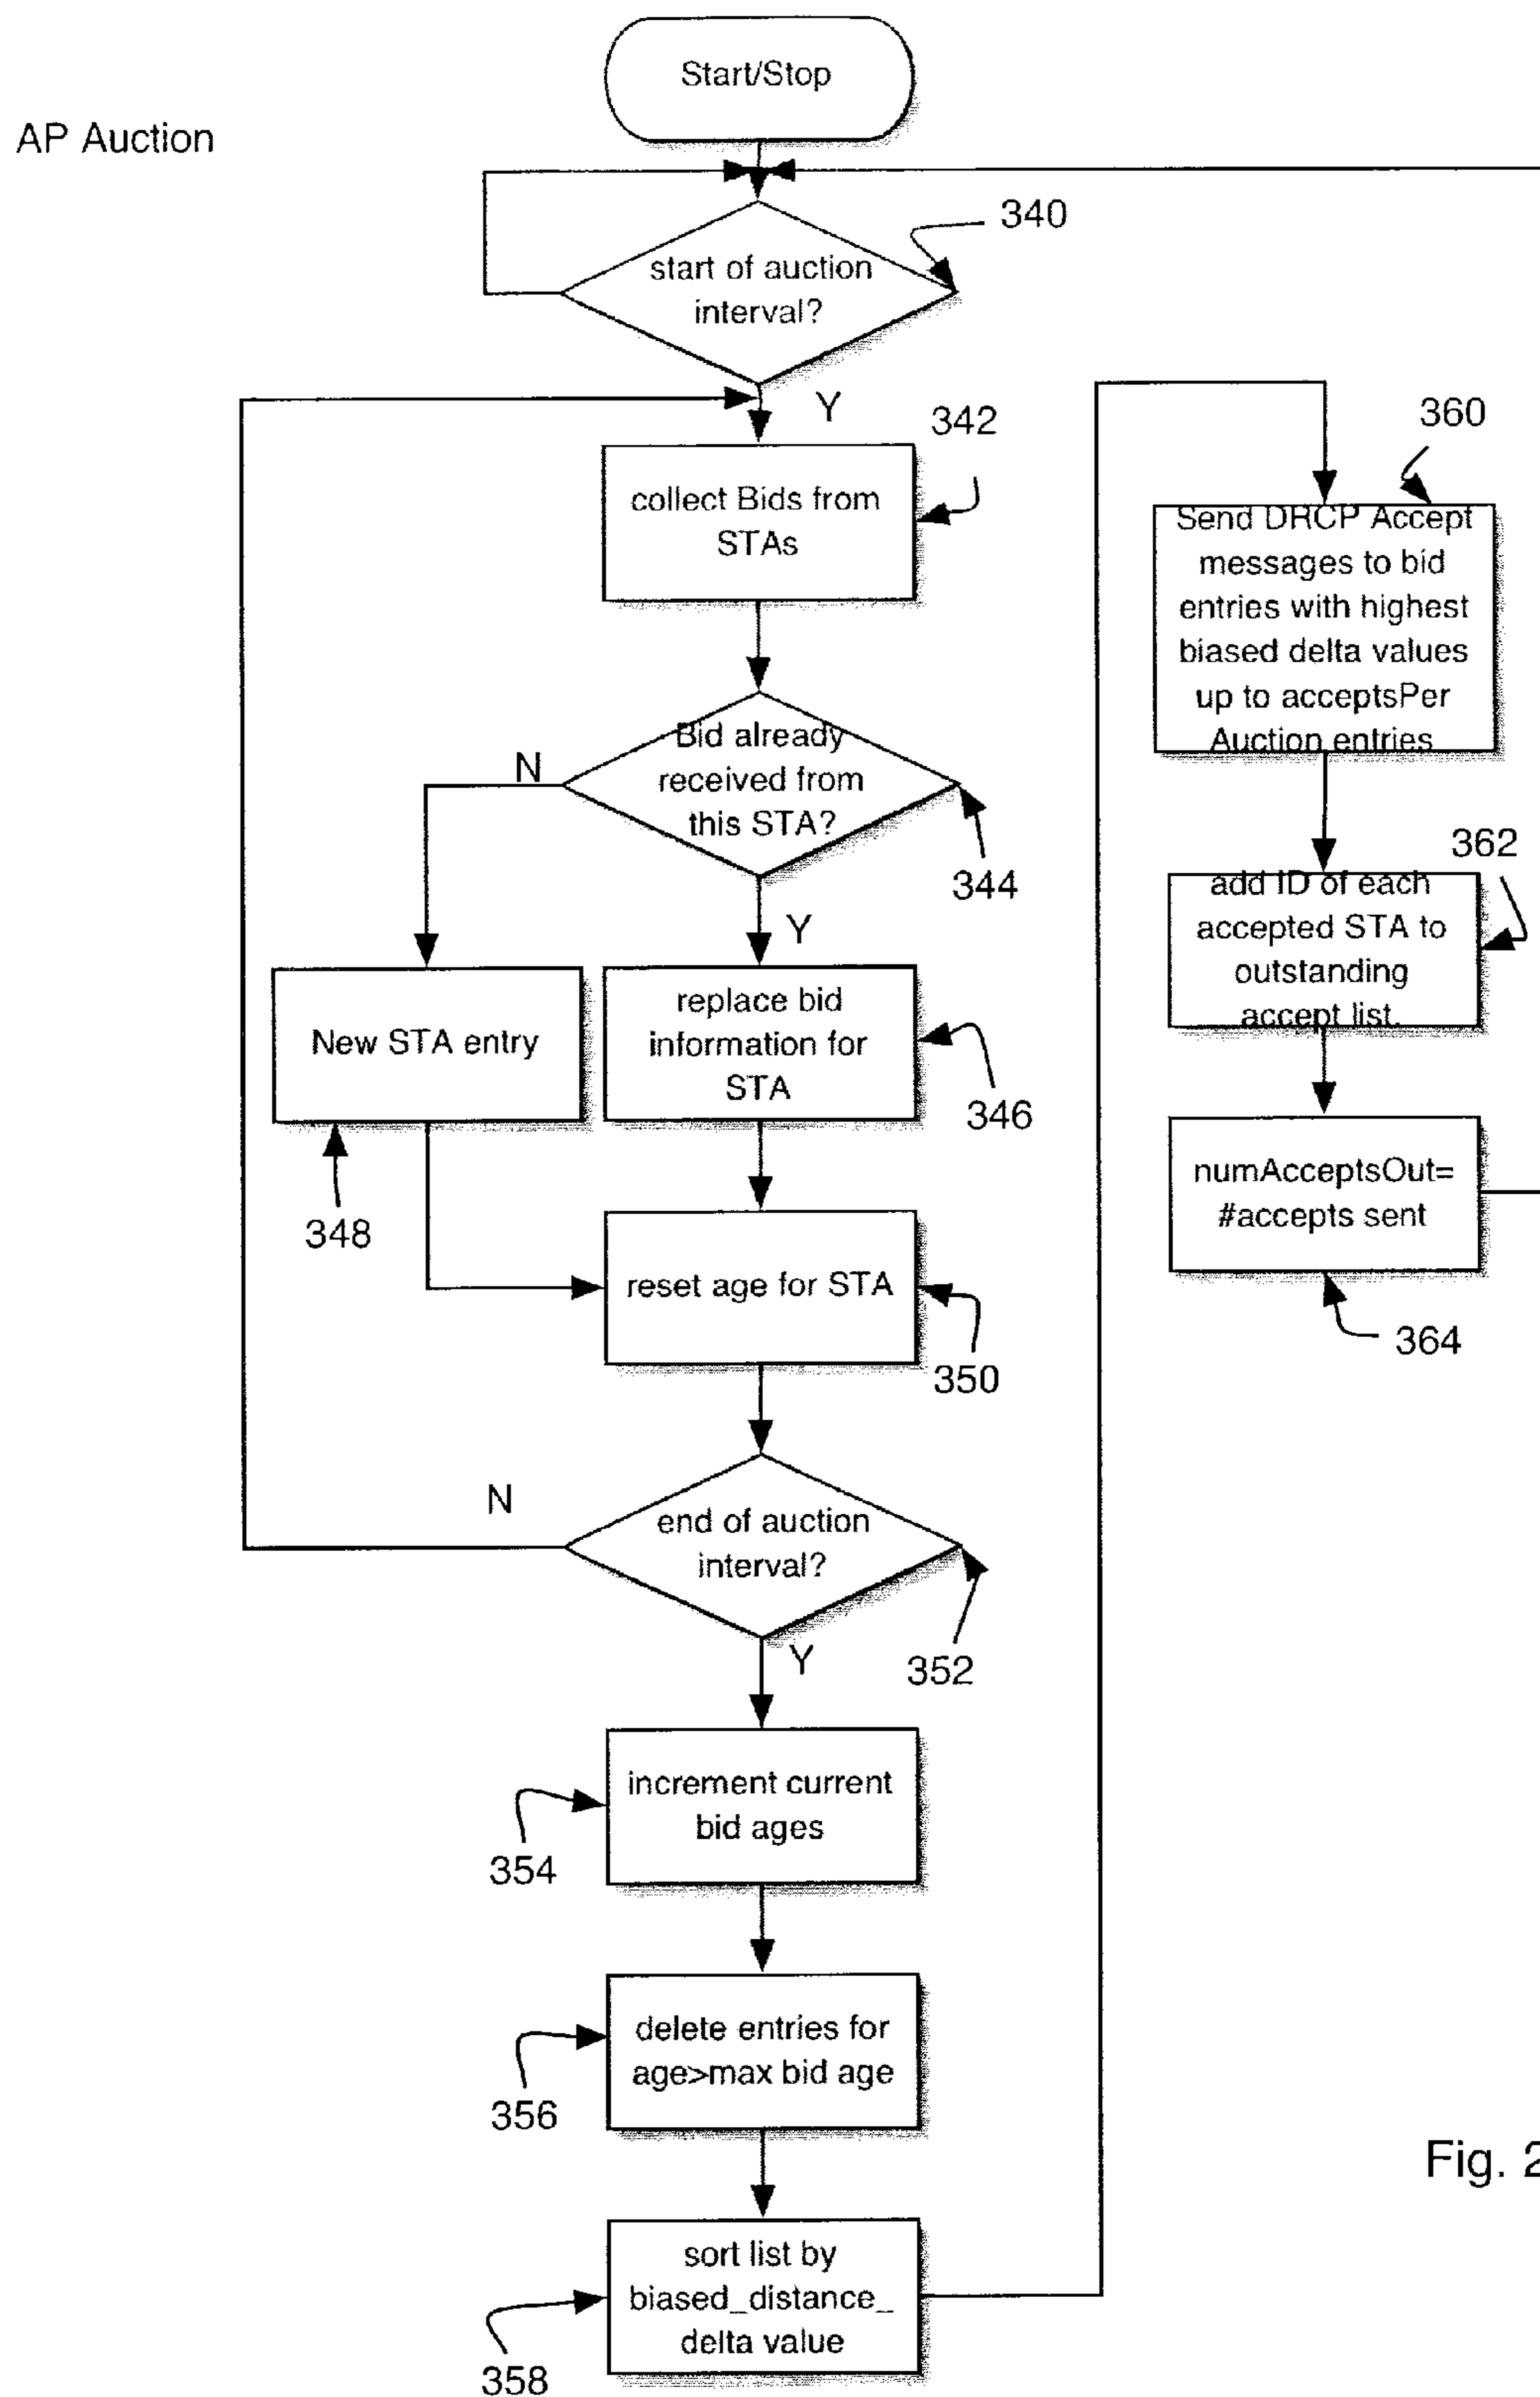 Start/Stop
AP Auction
340
start of auction
interval?
Y
342
collect Bids from
STAs
Bid already
received from
this STA?
N
344
Y
New STA entry
replace bid
information for
STA
346
348
reset age for STA
350
end of auction
interval?
N
352
Y
increment current
bid ages
354
delete entries for
age>max bid age
356
sort list by
biased_distance_
delta value
358
360
Send DRCP Accept
messages to bid
entries with highest
biased delta values
up to acceptsPer
Auction entries
362
add ID of each
accepted STA to
outstanding
accept list.
numAcceptsOut=
#accepts sent
364
Fig. 2